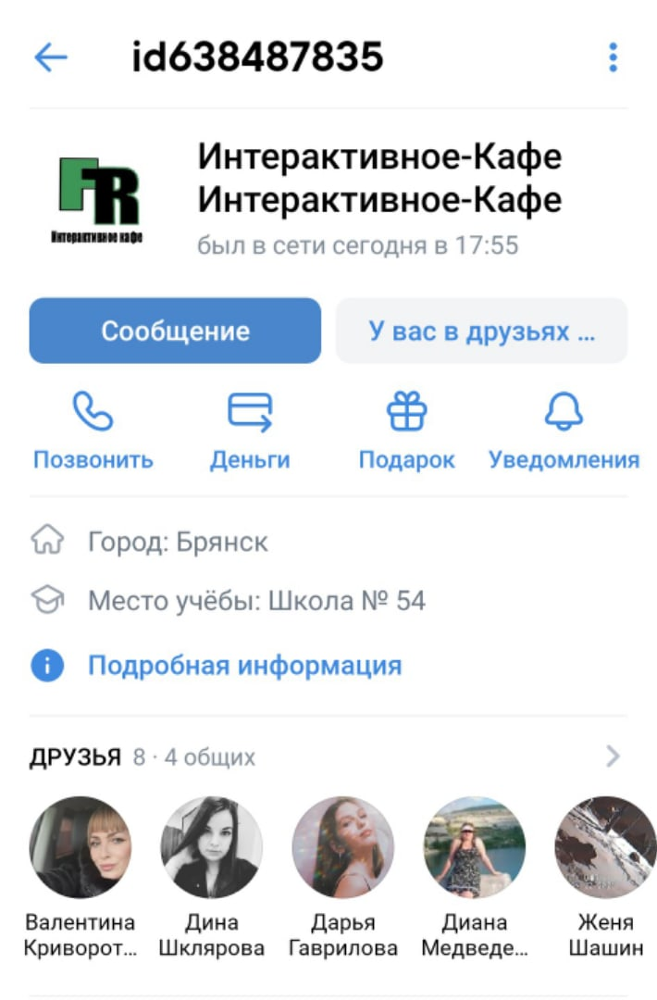 id638487835
Интерактивное-Кафе
Интерактивное-Кафе
FR
Интерактивное кафе
был в сети сегодня в 17:55
Сообщение
У вас в друзьях ...
Позвонить
Деньги
Подарок
Уведомления
Город: Брянск
Место учёбы: Школа № 54
Подробная информация
ДРУЗЬЯ 8 · 4 общих
Валентина
Криворот...
Дина
Шклярова
Дарья
Гаврилова
Диана
Медведе...
Женя
Шашин